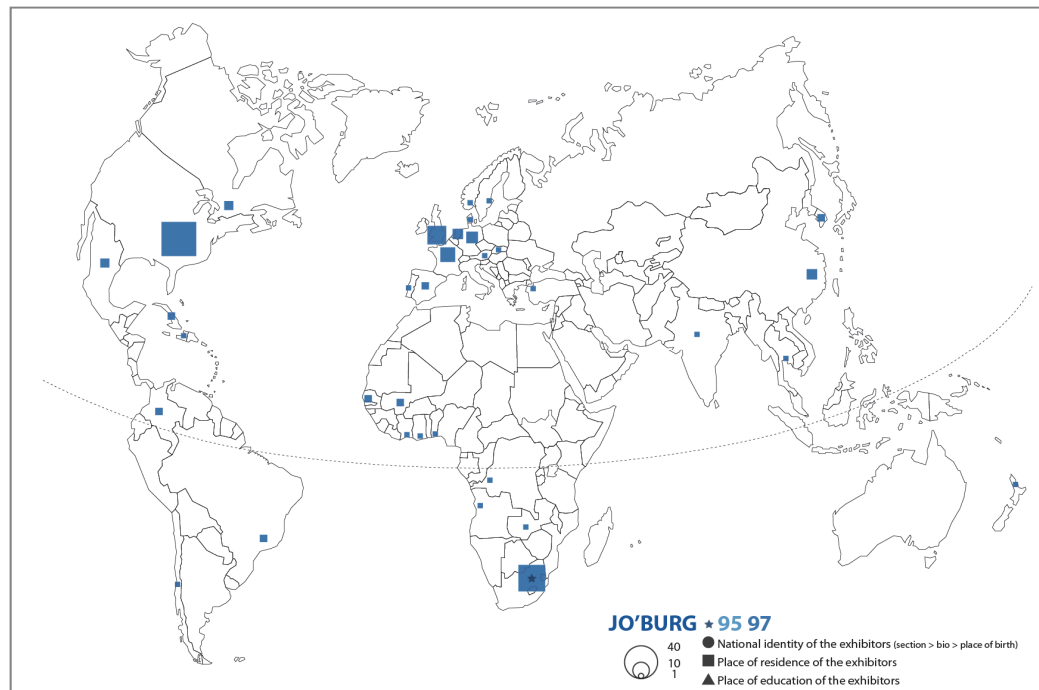 JO'BURG ★ 95 97
40
10
1
● National identity of the exhibitors (section > bio > place of birth)
■ Place of residence of the exhibitors
▲ Place of education of the exhibitors